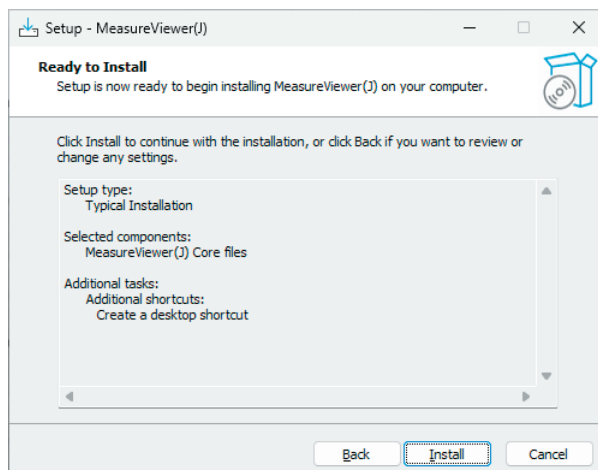 Setup - MeasureViewer(J)
Ready to Install
Setup is now ready to begin installing MeasureViewer(J) on your computer.
Click Install to continue with the installation, or click Back if you want to review or
change any settings.
Setup type:
Typical Installation
Selected components:
MeasureViewer(J) Core files
Additional tasks:
Additional shortcuts:
Create a desktop shortcut
Back
Install
Cancel